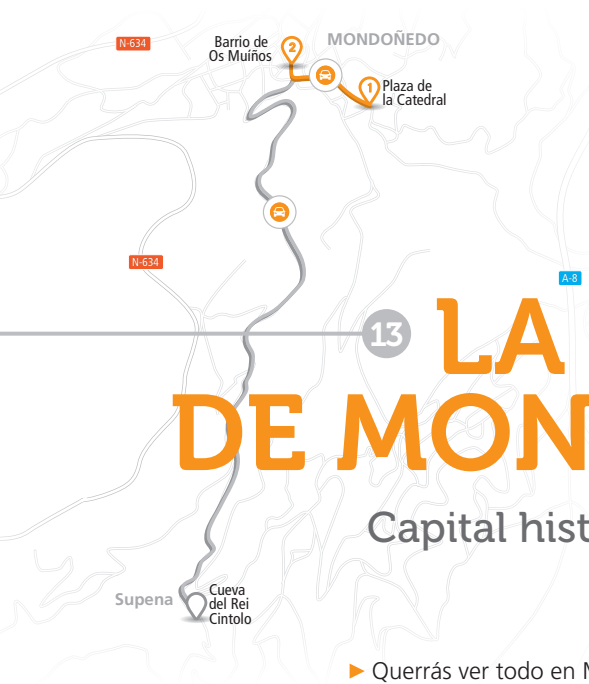 N-634
Barrio de
Os Muíños
2
MONDOÑEDO
1
Plaza de
la Catedral
N-634
A-8
13
LA
DE MON
Capital hist
Supena
Cueva
del Rei
Cintolo
► Querrás ver todo en M